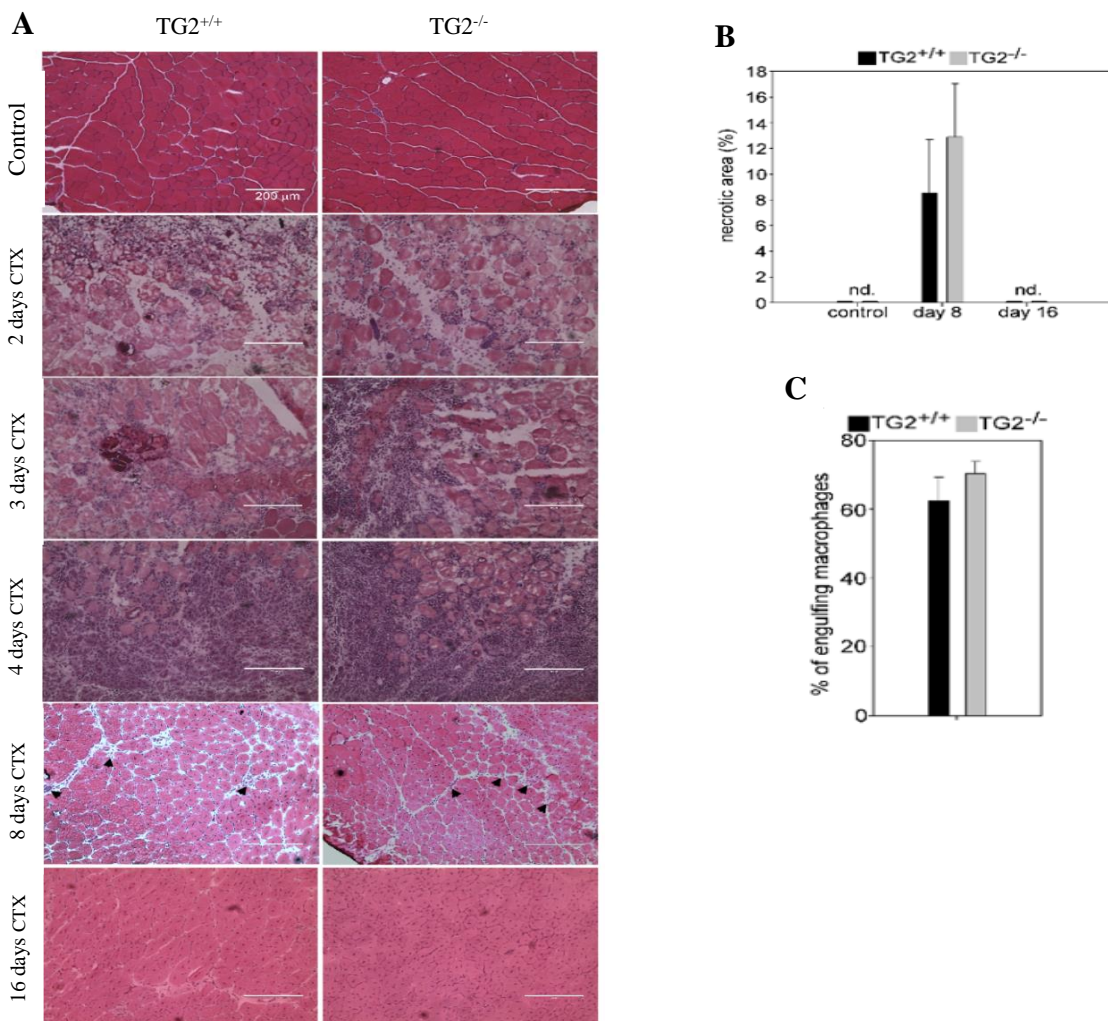 A
TG2+/+
TG2-/-
Control
200 µm
2 days CTX
3 days CTX
4 days CTX
8 days CTX
16 days CTX
B
TG2+/+ TG2-/-
necrotic area (%)
18
16
14
12
10
8
6
4
2
0
nd.
nd.
control
day 8
day 16
C
TG2+/+ TG2-/-
% of engulfing macrophages
80
60
40
20
0